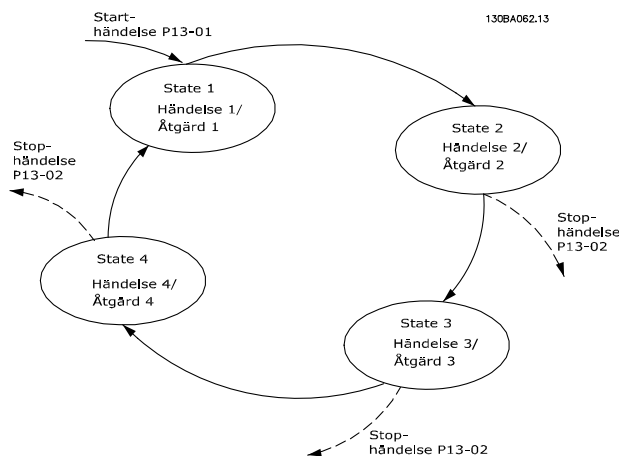 Start-
händelse P13-01
130BA062.13
State 1
Händelse 1/
Åtgärd 1
State 2
Händelse 2/
Åtgärd 2
Stop-
händelse
P13-02
Stop-
händelse
P13-02
State 4
Händelse 4/
Åtgärd 4
State 3
Händelse 3/
Åtgärd 3
Stop-
händelse P13-02